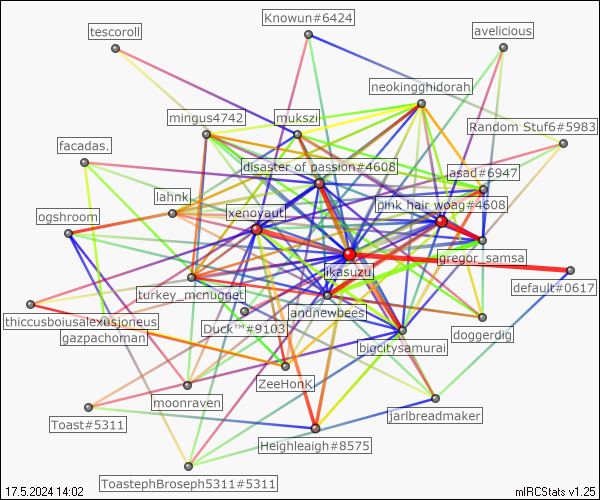 Knowun#6424
tescoroll
avelicious
neokingghidorah
mingus4742
mukszi
Random Stuf6#5983
facadas.
disaster of passion#4608
asad#6947
lahnk
pink hair woag#4608
ogshroom
xenoyaut
gregor_samsa
ikasuzu
turkey_mcnugget
default#0617
andnewbees
thiccusboiusalexusjoneus
Duck™#9103
doggerdig
gazpachoman
bigcitysamurai
ZeeHonk
moonraven
jarlbreadmaker
Toast#5311
Heighleigh#8575
ToastephBroseph5311#5311
17.5.2024 14:02
mIRCStats v1.25